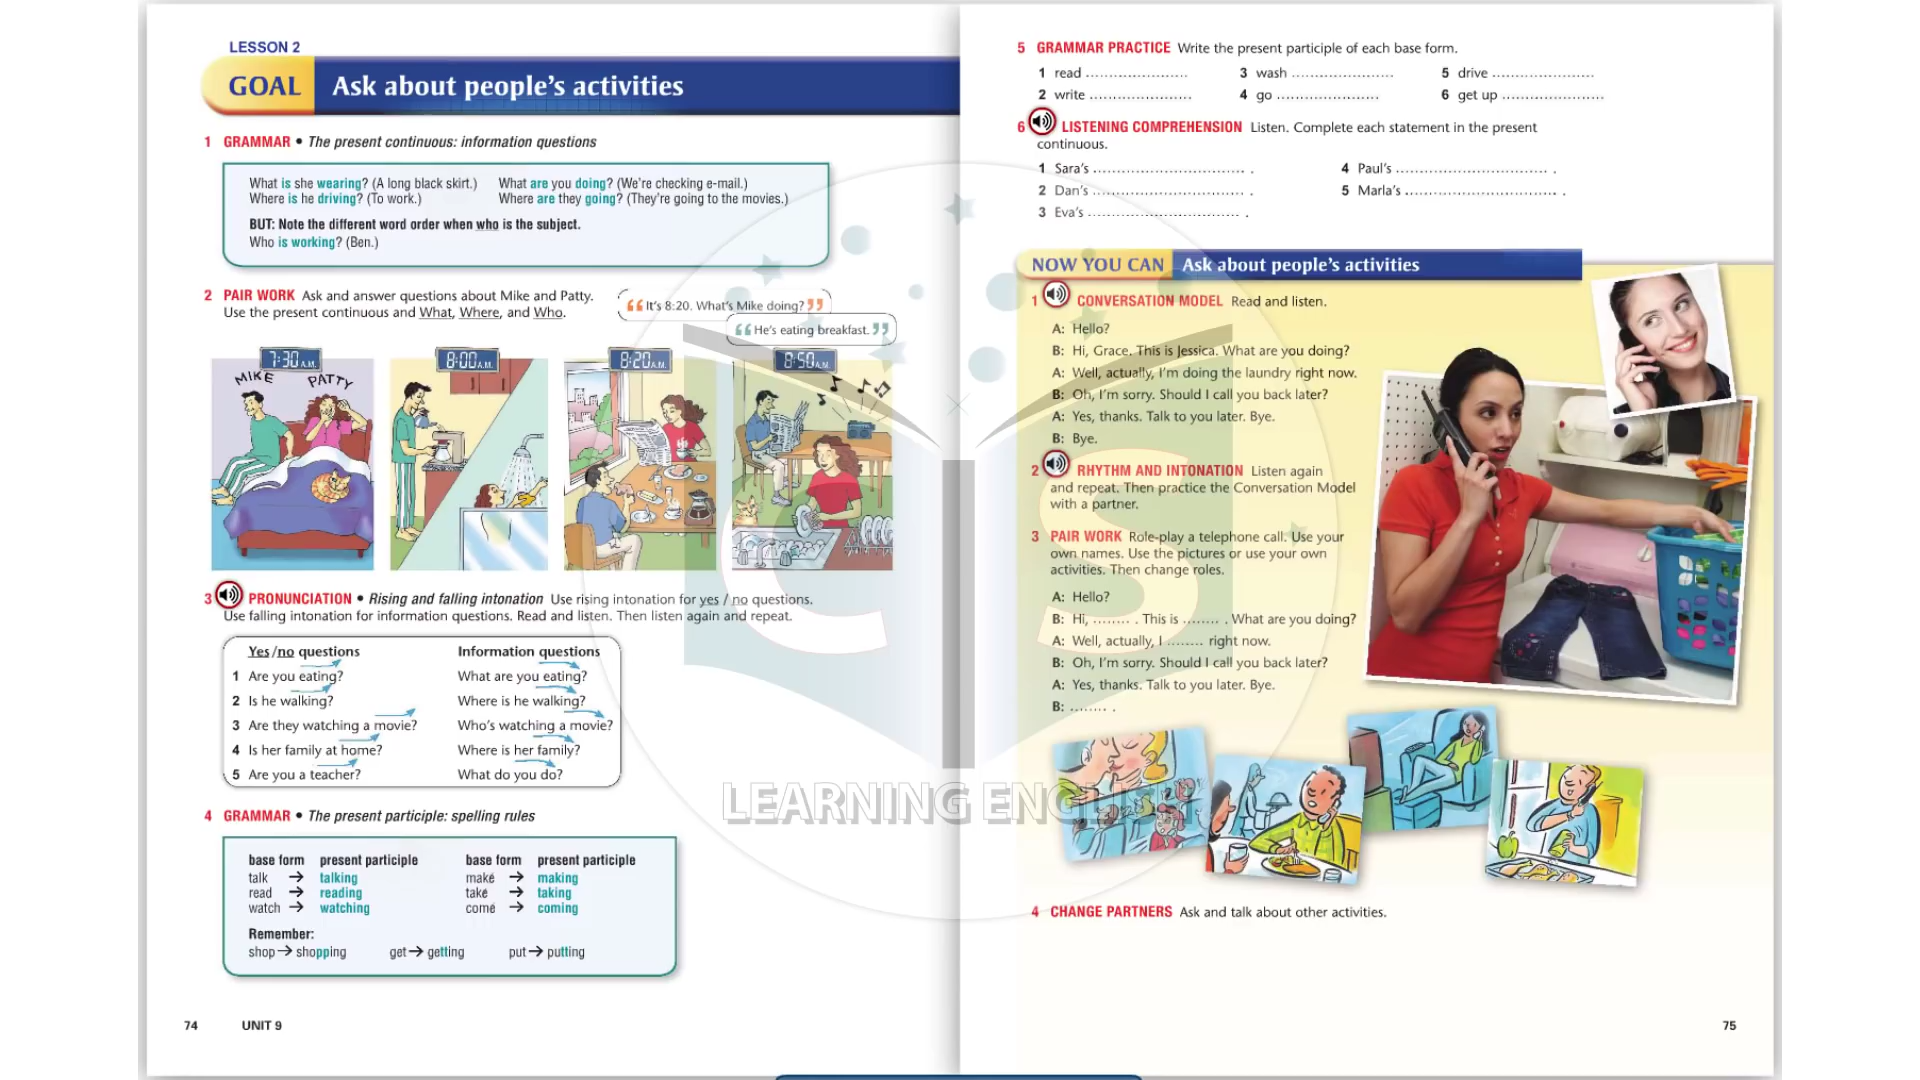 LESSON 2
GOAL Ask about people's activities
1 GRAMMAR • The present continuous: information questions
What is she wearing? (A long black skirt.) What are you doing? (We're checking e-mail.)
Where is he driving? (To work.) Where are they going? (They're going to the movies.)
BUT: Note the different word order when who is the subject.
Who is working? (Ben.)
2 PAIR WORK Ask and answer questions about Mike and Patty.
Use the present continuous and What, Where, and Who.
"It's 8:20. What's Mike doing?"
"He's eating breakfast."
7:30 A.M. 8:00 A.M. 8:20 A.M. 8:50 A.M.
MIKE PATTY
3 PRONUNCIATION • Rising and falling intonation Use rising intonation for yes / no questions.
Use falling intonation for information questions. Read and listen. Then listen again and repeat.
Yes / no questions Information questions
1 Are you eating? What are you eating?
2 Is he walking? Where is he walking?
3 Are they watching a movie? Who's watching a movie?
4 Is her family at home? Where is her family?
5 Are you a teacher? What do you do?
4 GRAMMAR • The present participle: spelling rules
base form present participle base form present participle
talk → talking make → making
read → reading take → taking
watch → watching come → coming
Remember:
shop → shopping get → getting put → putting
74 UNIT 9
5 GRAMMAR PRACTICE Write the present participle of each base form.
1 read ...................... 3 wash ...................... 5 drive ......................
2 write ...................... 4 go ...................... 6 get up ......................
6 LISTENING COMPREHENSION Listen. Complete each statement in the present
continuous.
1 Sara's ................................. . 4 Paul's ................................. .
2 Dan's ................................. . 5 Marla's ................................. .
3 Eva's ................................. .
NOW YOU CAN Ask about people's activities
1 CONVERSATION MODEL Read and listen.
A: Hello?
B: Hi, Grace. This is Jessica. What are you doing?
A: Well, actually, I'm doing the laundry right now.
B: Oh, I'm sorry. Should I call you back later?
A: Yes, thanks. Talk to you later. Bye.
B: Bye.
2 RHYTHM AND INTONATION Listen again
and repeat. Then practice the Conversation Model
with a partner.
3 PAIR WORK Role-play a telephone call. Use your
own names. Use the pictures or use your own
activities. Then change roles.
A: Hello?
B: Hi, ........ . This is ........ . What are you doing?
A: Well, actually, I ........ right now.
B: Oh, I'm sorry. Should I call you back later?
A: Yes, thanks. Talk to you later. Bye.
B: ........ .
4 CHANGE PARTNERS Ask and talk about other activities.
75
LEARNING ENGLISH